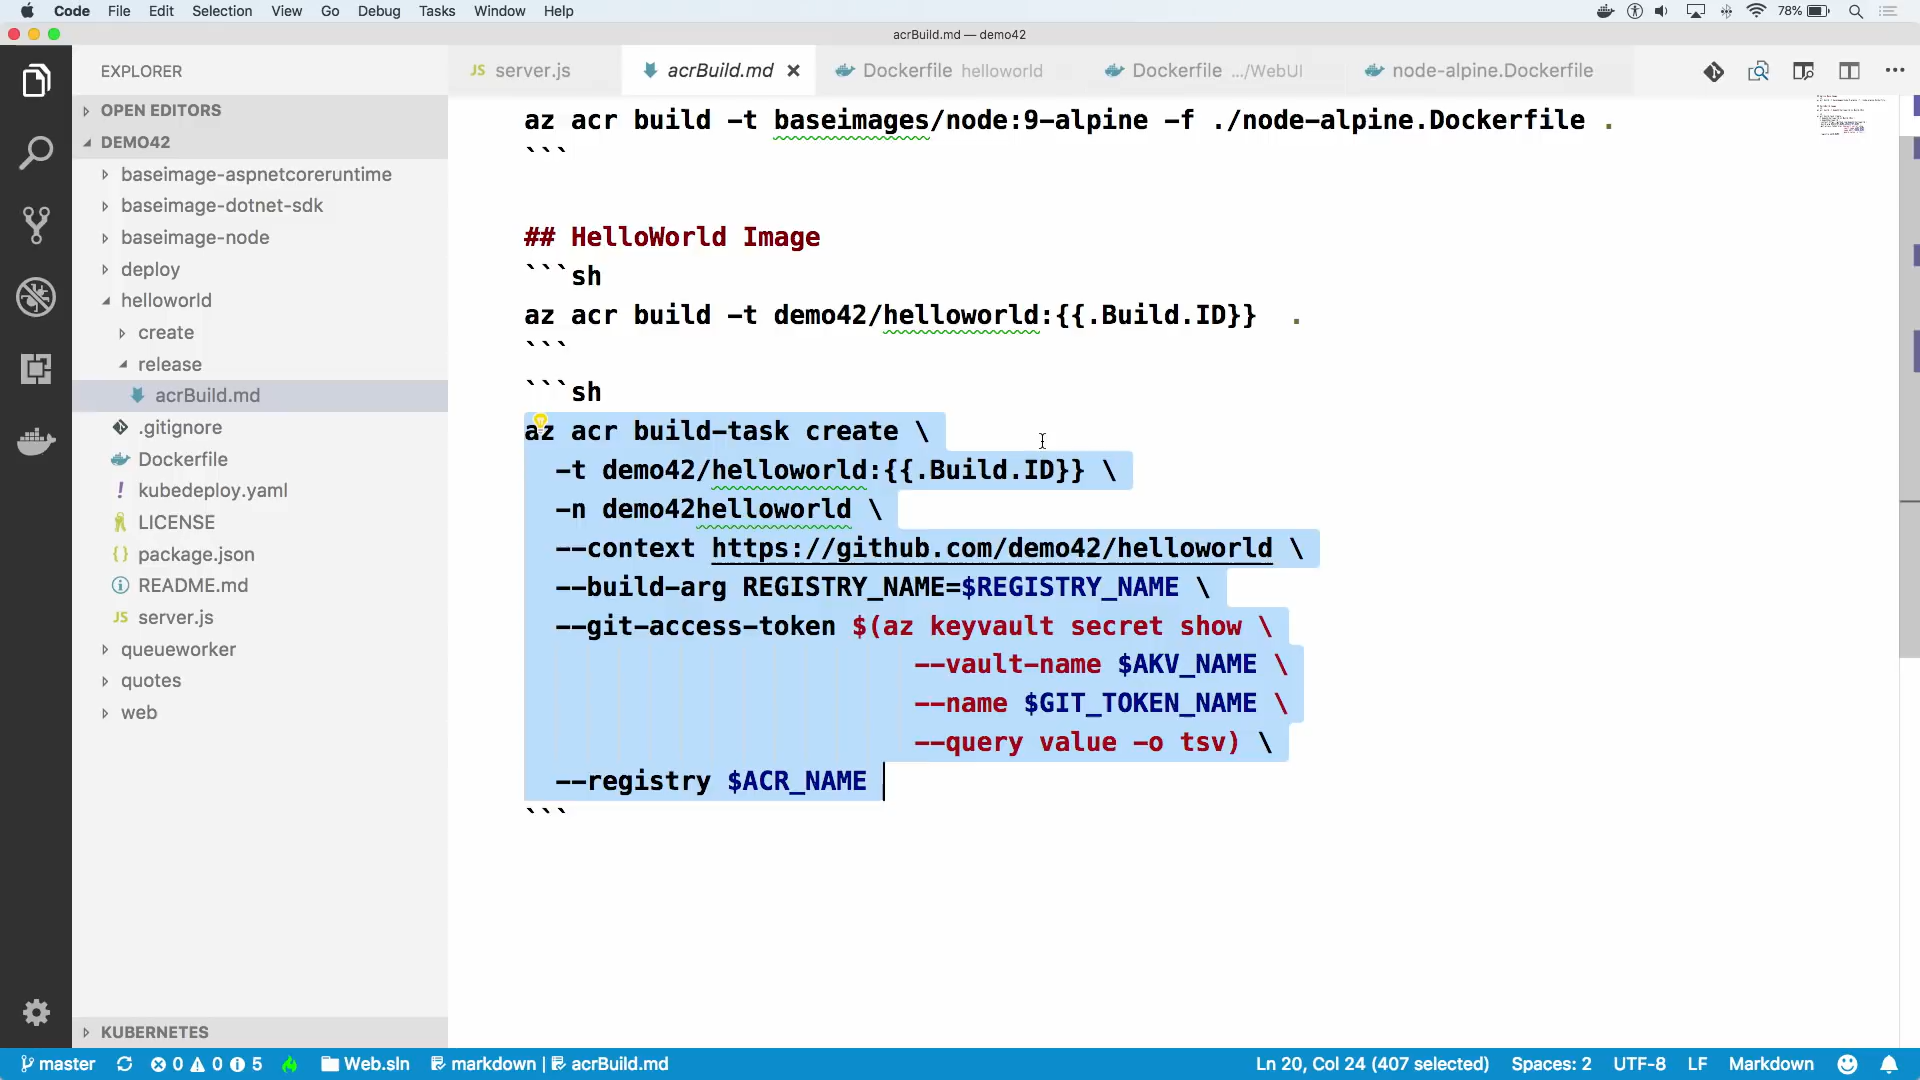 Code File Edit Selection View Go Debug Tasks Window Help 78%
acrBuild.md — demo42
EXPLORER
JS server.js
acrBuild.md
Dockerfile helloworld
Dockerfile .../WebUI
node-alpine.Dockerfile
OPEN EDITORS
DEMO42
baseimage-aspnetcoreruntime
baseimage-dotnet-sdk
baseimage-node
deploy
helloworld
create
release
acrBuild.md
.gitignore
Dockerfile
! kubedeploy.yaml
LICENSE
{} package.json
README.md
JS server.js
queueworker
quotes
web
KUBERNETES
az acr build -t baseimages/node:9-alpine -f ./node-alpine.Dockerfile .
```
## HelloWorld Image
```sh
az acr build -t demo42/helloworld:{{.Build.ID}}  .
```
```sh
az acr build-task create \
-t demo42/helloworld:{{.Build.ID}} \
-n demo42helloworld \
--context https://github.com/demo42/helloworld \
--build-arg REGISTRY_NAME=$REGISTRY_NAME \
--git-access-token $(az keyvault secret show \
--vault-name $AKV_NAME \
--name $GIT_TOKEN_NAME \
--query value -o tsv) \
--registry $ACR_NAME
```
master 0 0 5 Web.sln markdown | acrBuild.md Ln 20, Col 24 (407 selected) Spaces: 2 UTF-8 LF Markdown